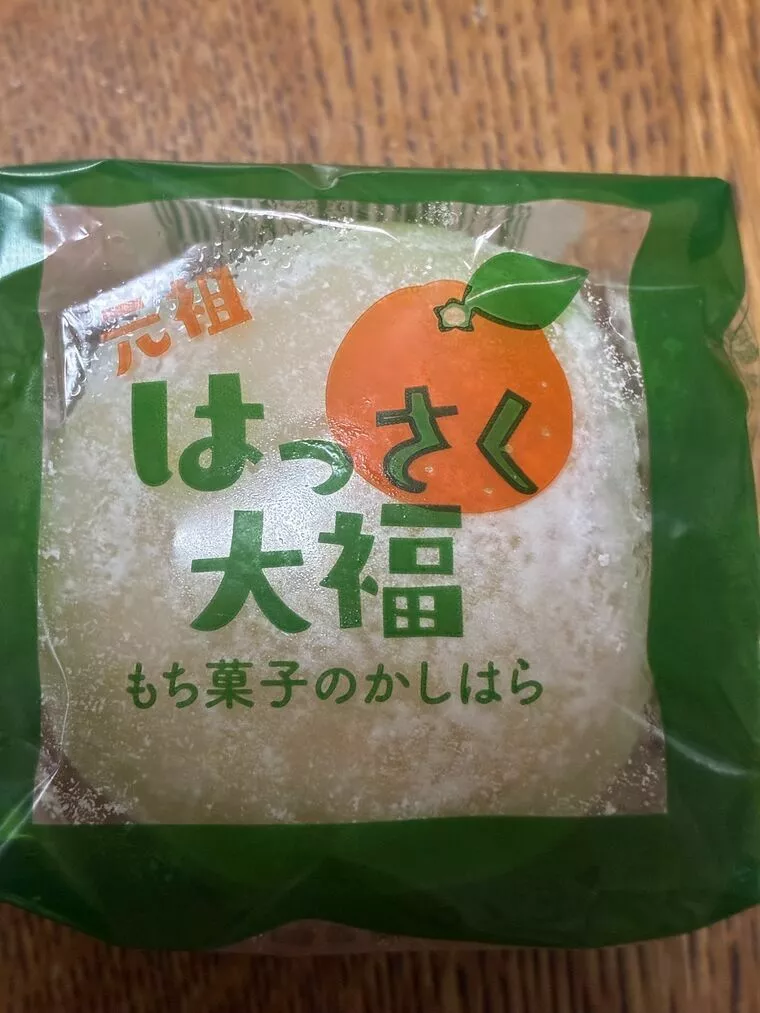 元祖
はっさく
大福
もち菓子のかしはら